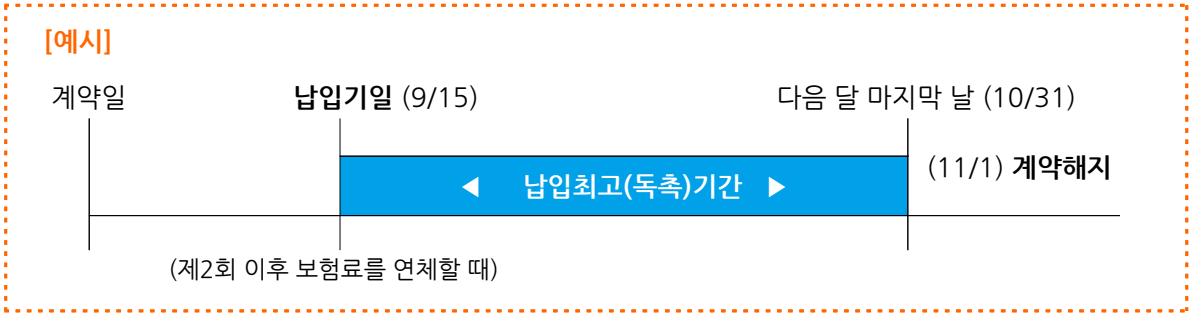 [예시]
계약일
납입기일 (9/15)
다음 달 마지막 날 (10/31)
(11/1) 계약해지
◀ 납입최고(독촉)기간 ▶
(제2회 이후 보험료를 연체할 때)